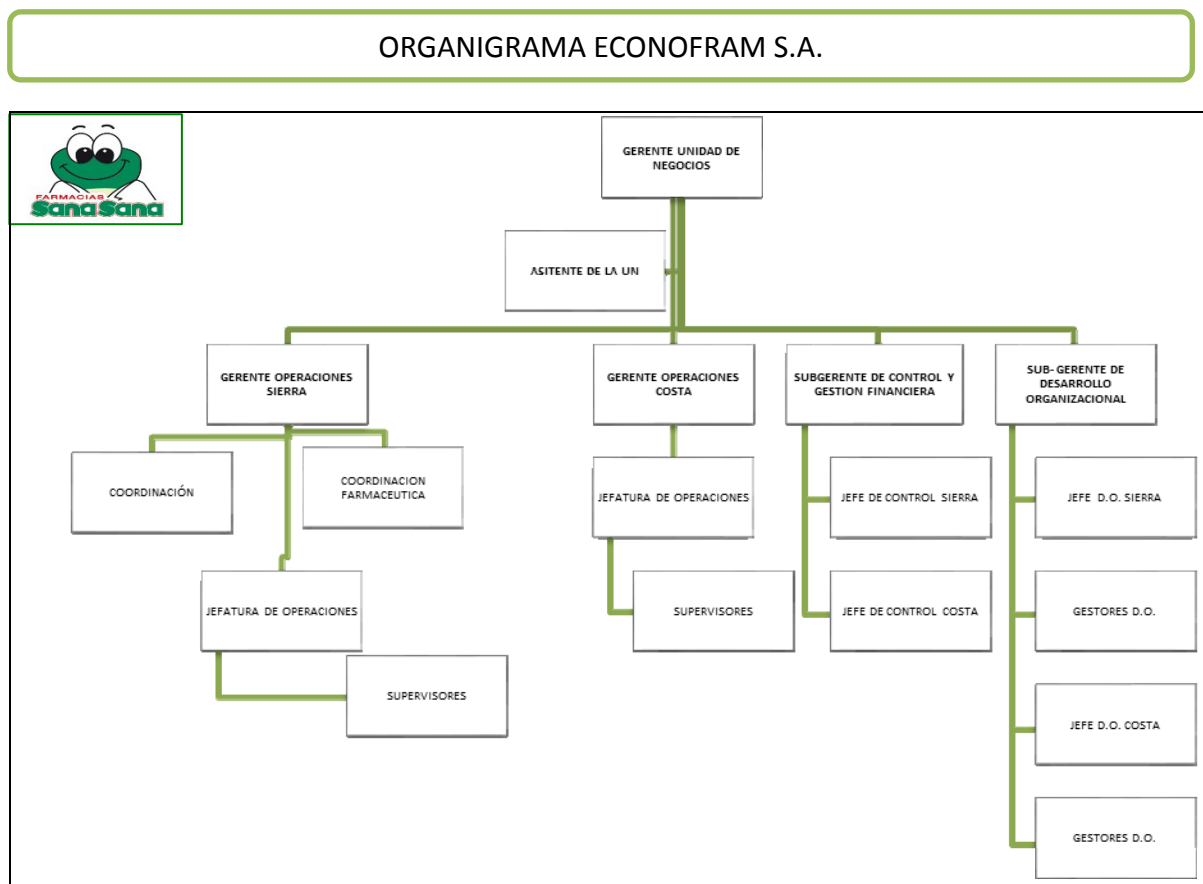 ORGANIGRAMA ECONOFRAM S.A.
FARMACIAS
SanaSana
GERENTE UNIDAD DE
NEGOCIOS
ASITENTE DE LA UN
GERENTE OPERACIONES
SIERRA
GERENTE OPERACIONES
COSTA
SUBGERENTE DE CONTROL Y
GESTION FINANCIERA
SUB- GERENTE DE
DESARROLLO
ORGANIZACIONAL
COORDINACIÓN
COORDINACION
FARMACEUTICA
JEFATURA DE OPERACIONES
JEFE DE CONTROL SIERRA
JEFE D.O. SIERRA
JEFATURA DE OPERACIONES
SUPERVISORES
JEFE DE CONTROL COSTA
GESTORES D.O.
SUPERVISORES
JEFE D.O. COSTA
GESTORES D.O.